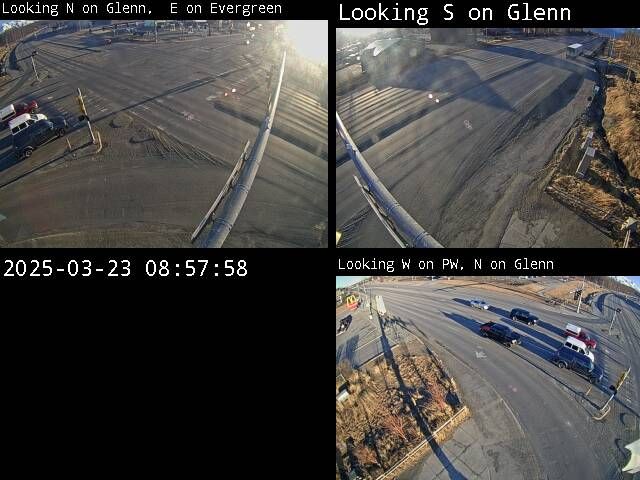 Looking N on Glenn,  E on Evergreen
Looking S on Glenn
2025-03-23 08:57:58
Looking W on PW, N on Glenn